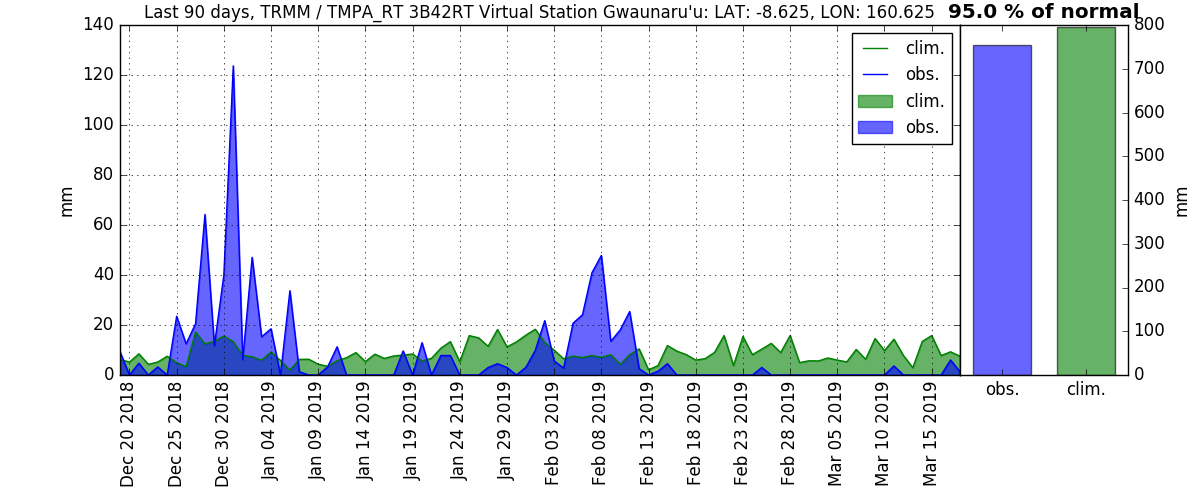 Last 90 days, TRMM / TMPA_RT 3B42RT Virtual Station Gwaunaru'u: LAT: -8.625, LON: 160.625
95.0 % of normal
mm
140
120
100
80
60
40
20
0
clim.
obs.
clim.
obs.
Dec 20 2018
Dec 25 2018
Dec 30 2018
Jan 04 2019
Jan 09 2019
Jan 14 2019
Jan 19 2019
Jan 24 2019
Jan 29 2019
Feb 03 2019
Feb 08 2019
Feb 13 2019
Feb 18 2019
Feb 23 2019
Feb 28 2019
Mar 05 2019
Mar 10 2019
Mar 15 2019
800
700
600
500
400
300
200
100
0
mm
obs.
clim.